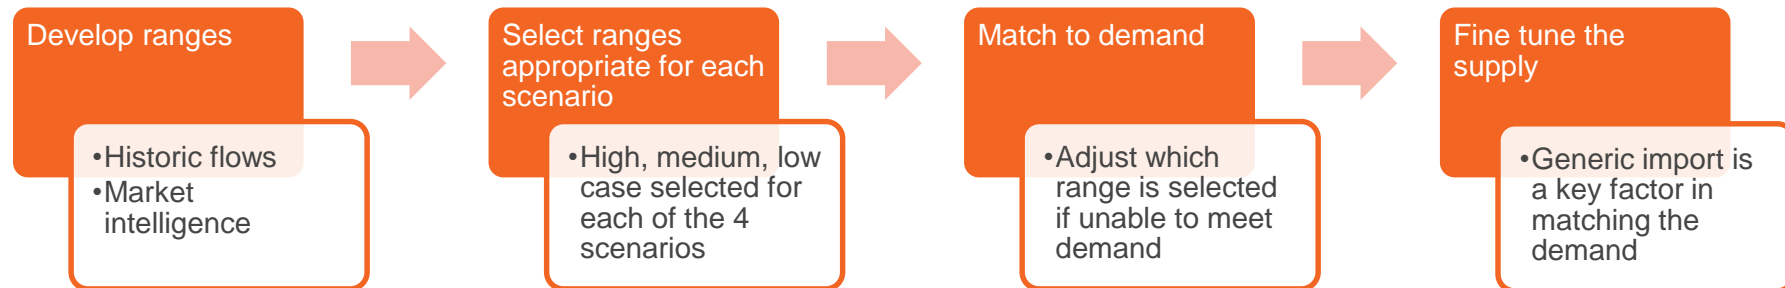 Develop ranges
•Historic flows
•Market
intelligence
Select ranges
appropriate for each
scenario
•High, medium, low
case selected for
each of the 4
scenarios
Match to demand
•Adjust which
range is selected
if unable to meet
demand
Fine tune the
supply
•Generic import is
a key factor in
matching the
demand